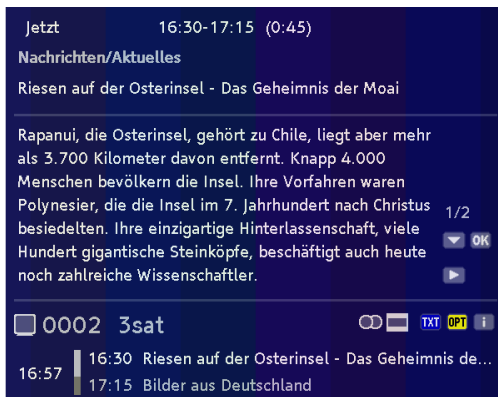 Jetzt 16:30-17:15 (0:45)
Nachrichten/Aktuelles
Riesen auf der Osterinsel - Das Geheimnis der Moai
Rapanui, die Osterinsel, gehört zu Chile, liegt aber mehr
als 3.700 Kilometer davon entfernt. Knapp 4.000
Menschen bevölkern die Insel. Ihre Vorfahren waren
Polynesier, die die Insel im 7. Jahrhundert nach Christus
besiedelten. Ihre einzigartige Hinterlassenschaft, viele
Hundert gigantische Steinköpfe, beschäftigt auch heute
noch zahlreiche Wissenschaftler.
1/2
OK
0002 3sat TXT OPT i
16:57
16:30 Riesen auf der Osterinsel - Das Geheimnis de...
17:15 Bilder aus Deutschland